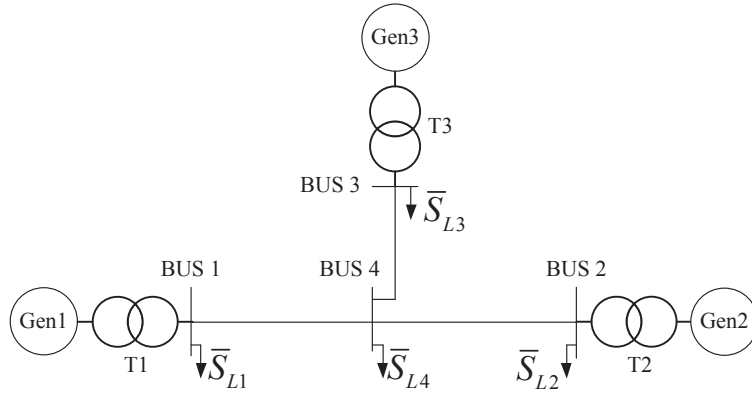 Gen3
T3
BUS 3
S̅_{L3}
BUS 1
BUS 4
BUS 2
Gen1
Gen2
T1
S̅_{L1}
S̅_{L4}
S̅_{L2}
T2